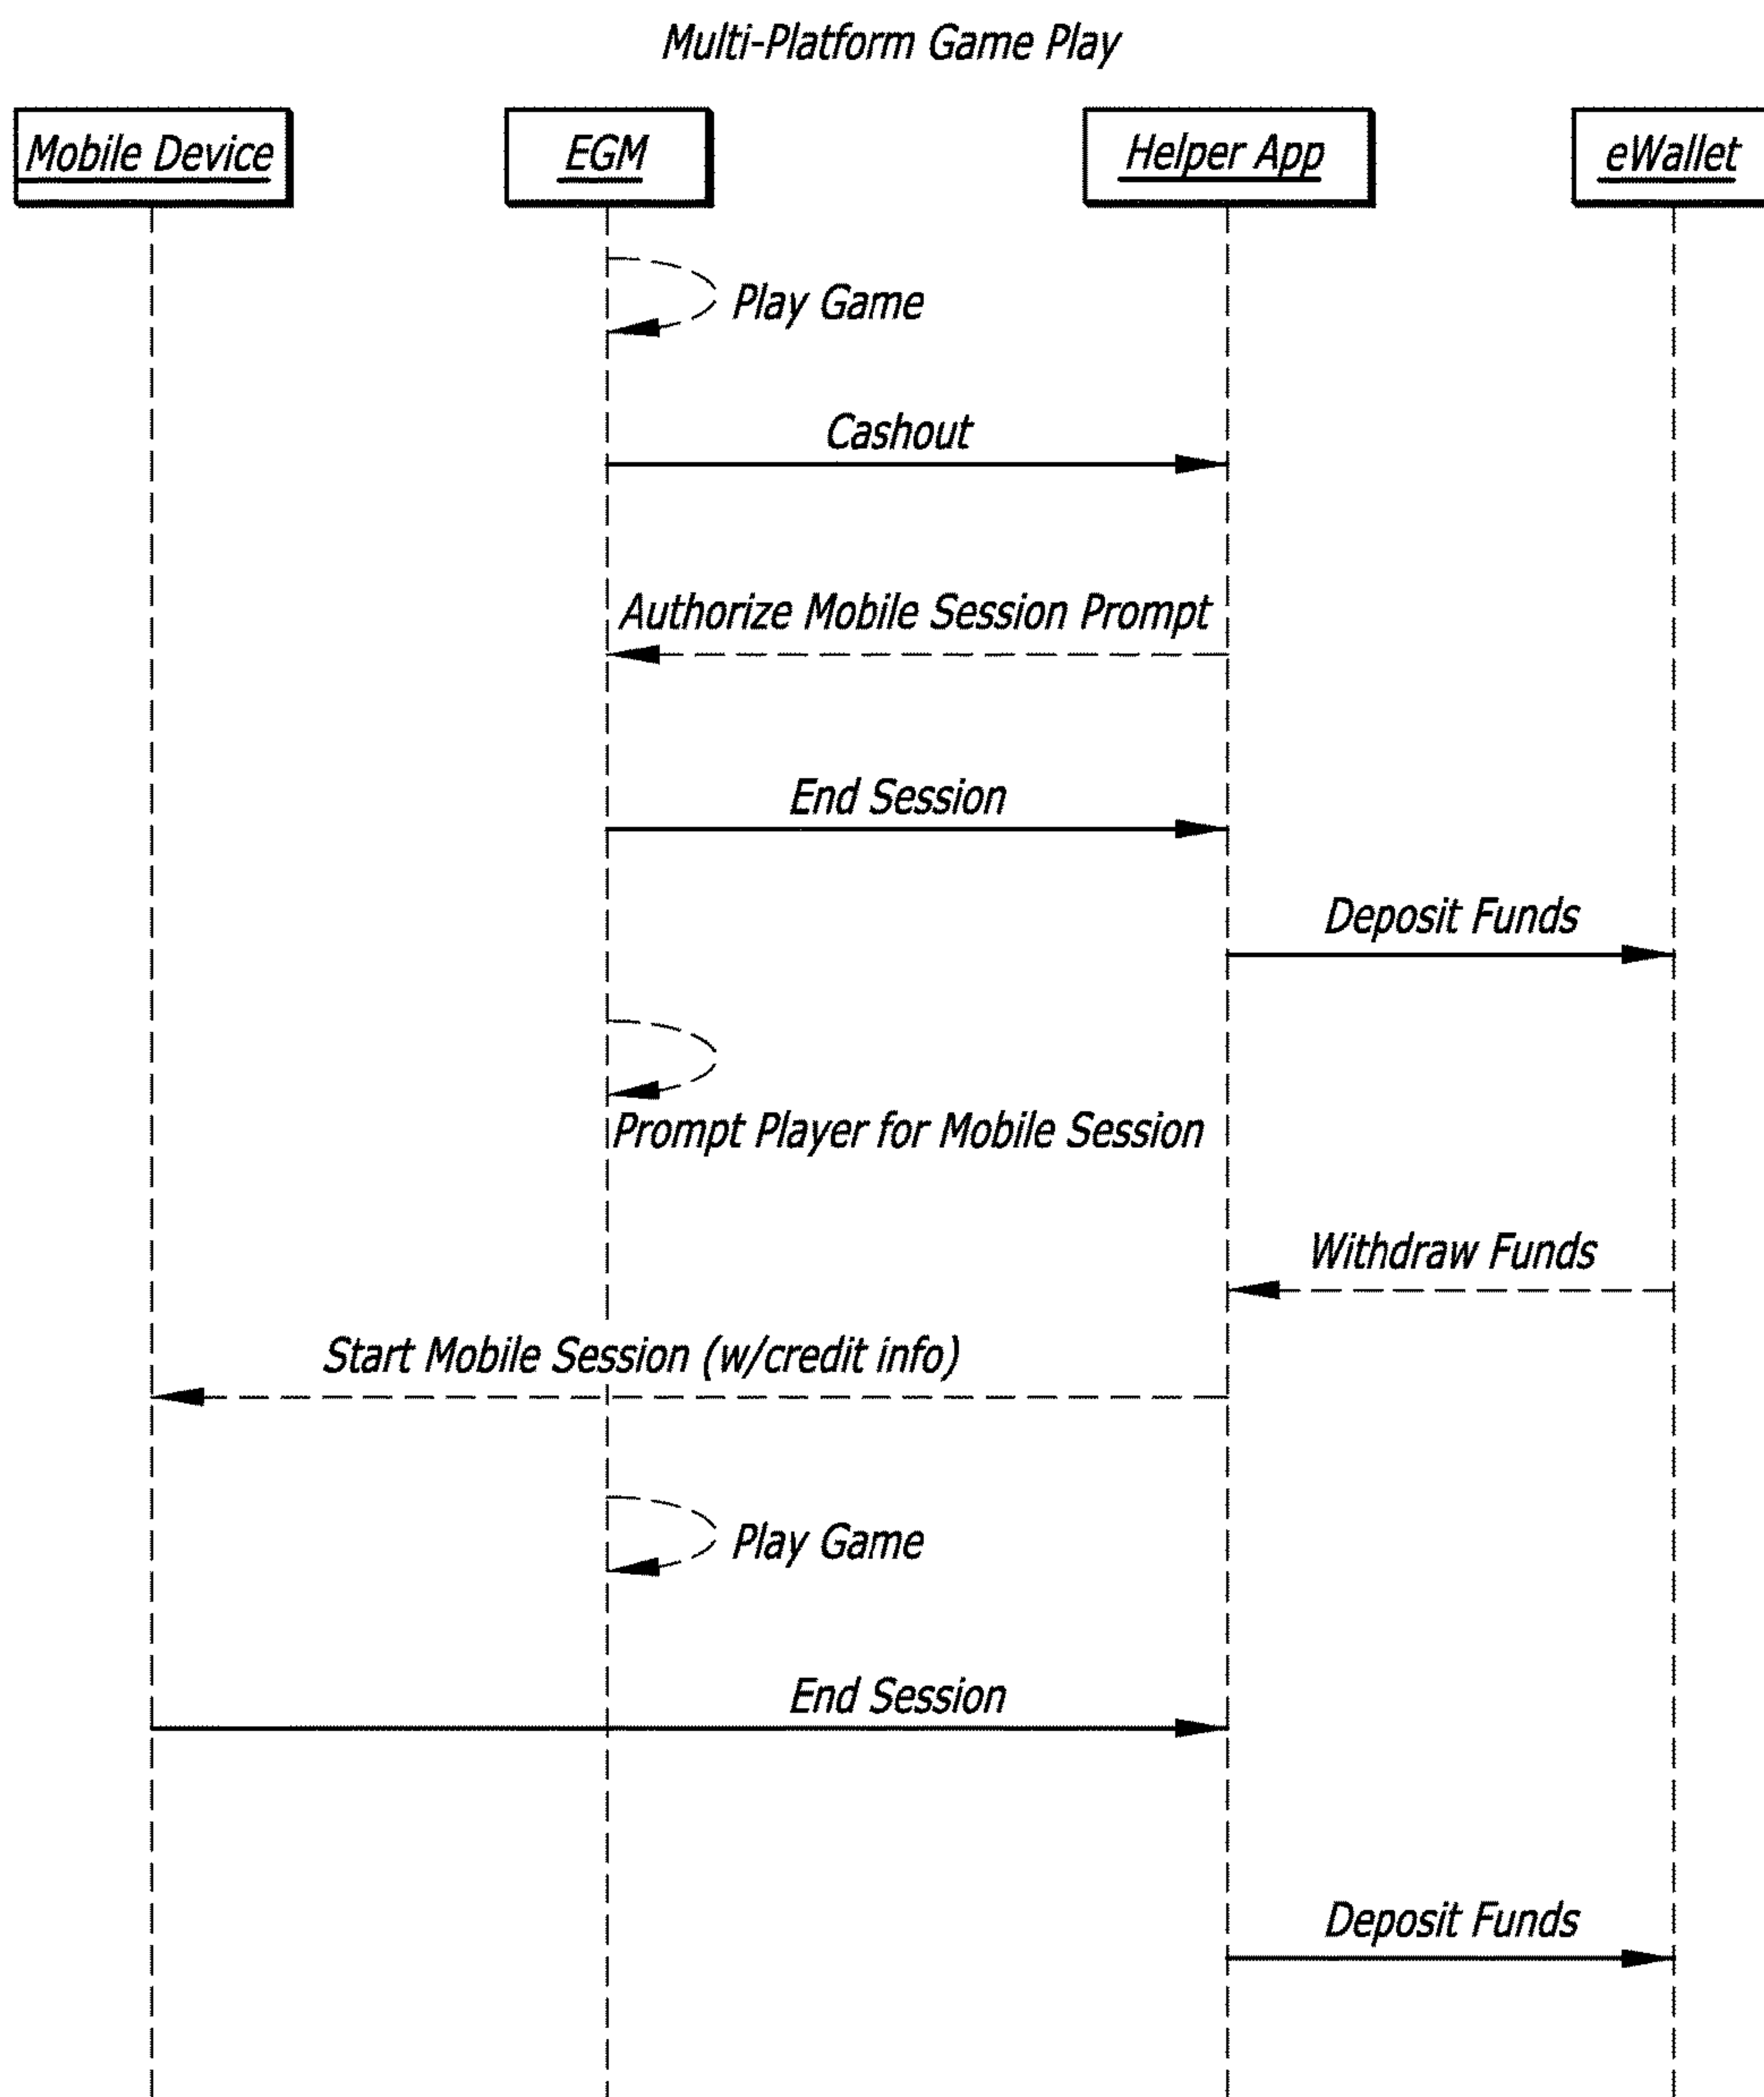 Multi-Platform Game Play
Mobile Device
EGM
Helper App
eWallet
Play Game
Cashout
Authorize Mobile Session Prompt
End Session
Deposit Funds
Prompt Player for Mobile Session
Withdraw Funds
Start Mobile Session (w/credit info)
Play Game
End Session
Deposit Funds